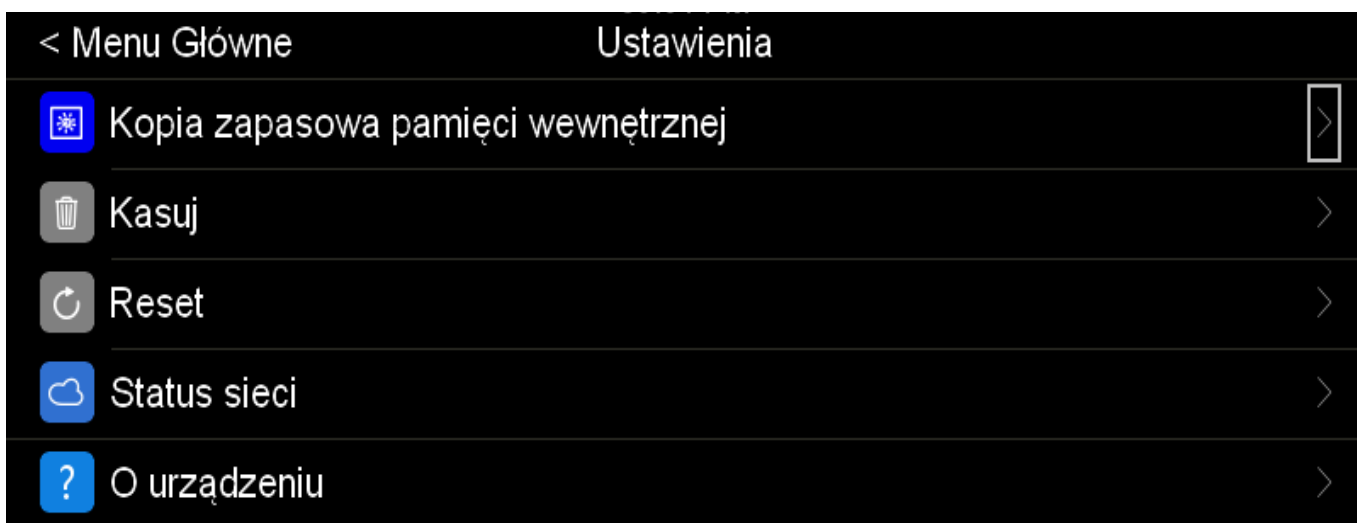 < Menu Główne Ustawienia
Kopia zapasowa pamięci wewnętrznej
Kasuj
Reset
Status sieci
? O urządzeniu